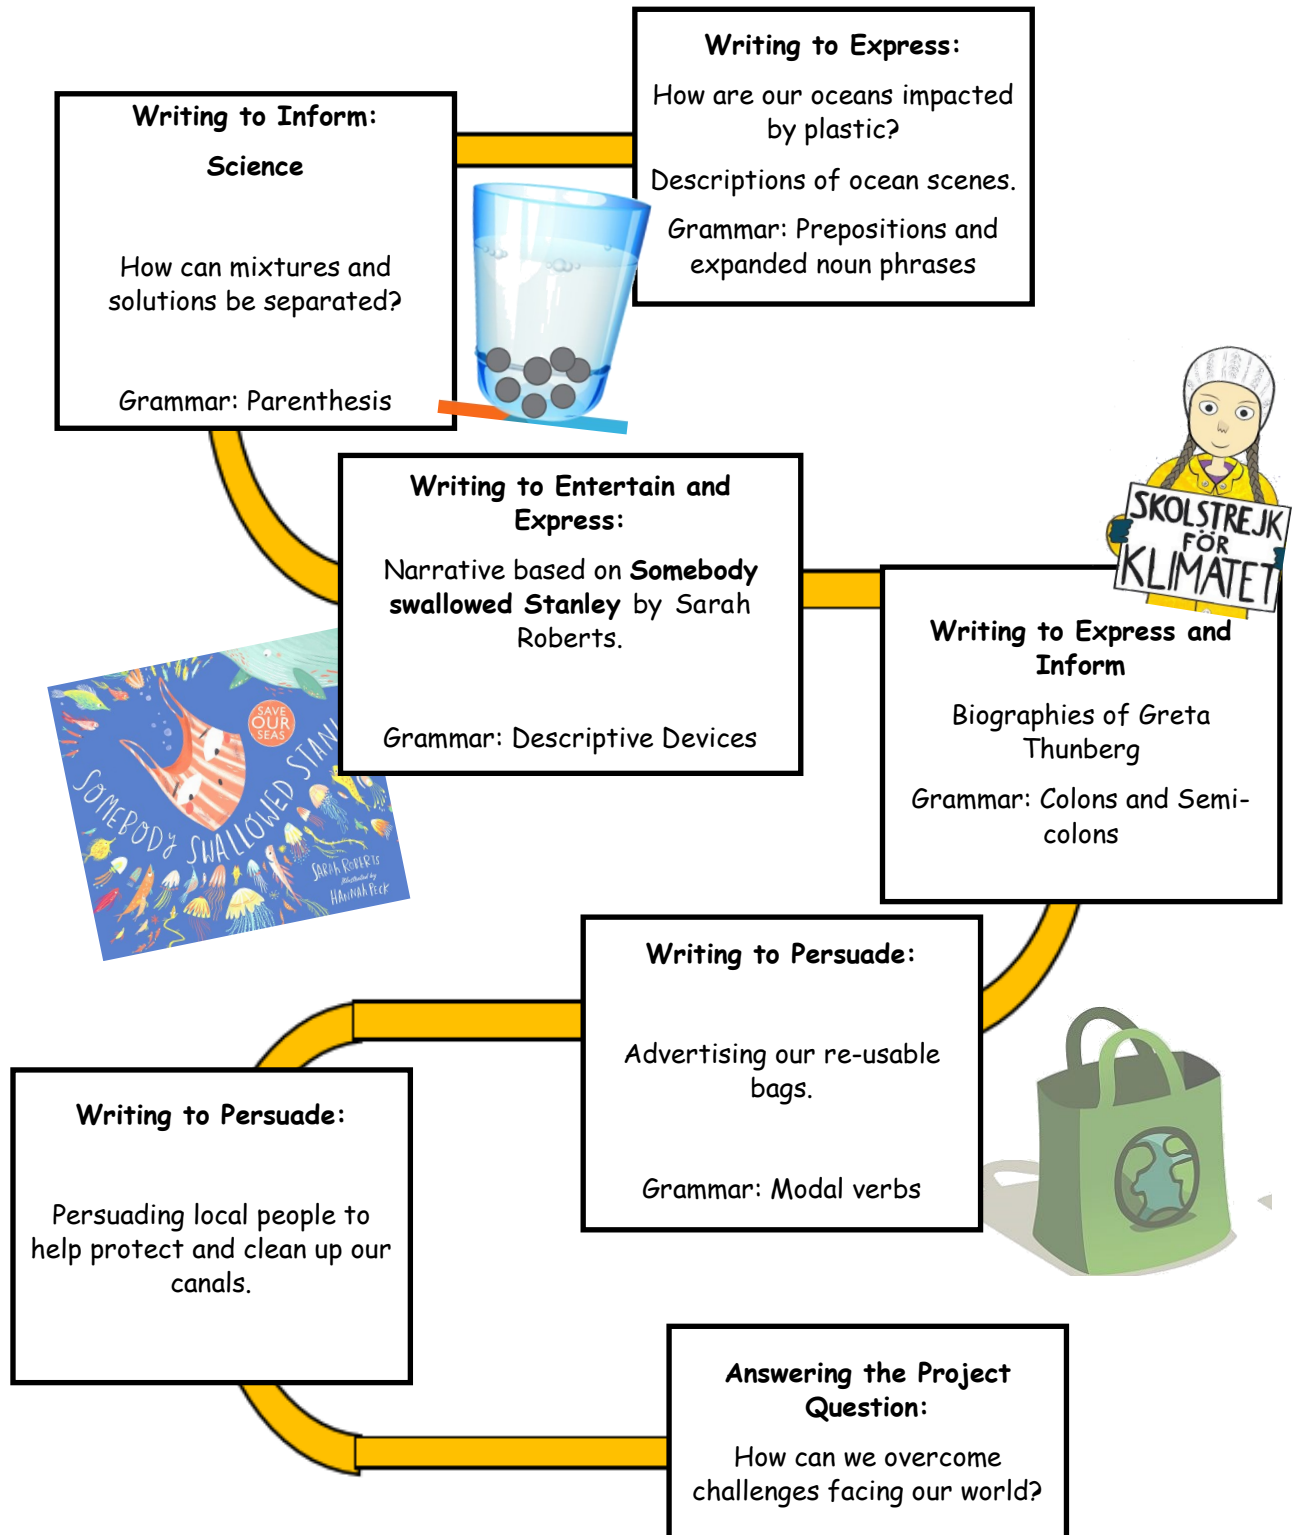 Writing to Express:
How are our oceans impacted
by plastic?
Descriptions of ocean scenes.
Grammar: Prepositions and
expanded noun phrases
Writing to Inform:
Science
How can mixtures and
solutions be separated?
Grammar: Parenthesis
Writing to Entertain and
Express:
Narrative based on Somebody
swallowed Stanley by Sarah
Roberts.
Grammar: Descriptive Devices
SKOLSTREJK
FÖR
KLIMATET
Writing to Express and
Inform
Biographies of Greta
Thunberg
Grammar: Colons and Semi-
colons
SAVE
OUR
SEAS
SOMEBODY SWALLOWED STAN
SARAH ROBERTS
Illustrated by
HANNAH PECK
Writing to Persuade:
Advertising our re-usable
bags.
Grammar: Modal verbs
Writing to Persuade:
Persuading local people to
help protect and clean up our
canals.
Answering the Project
Question:
How can we overcome
challenges facing our world?